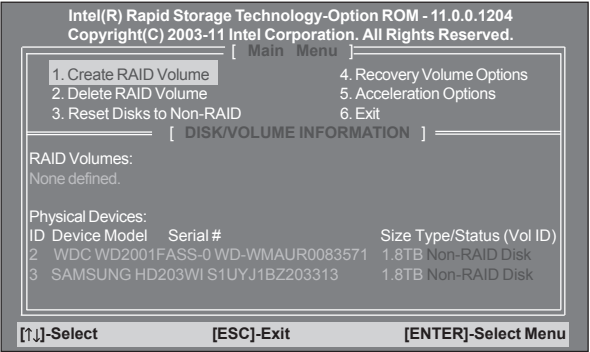 Intel(R) Rapid Storage Technology-Option ROM - 11.0.0.1204
Copyright(C) 2003-11 Intel Corporation. All Rights Reserved.
[ Main Menu ]
1. Create RAID Volume 4. Recovery Volume Options
2. Delete RAID Volume 5. Acceleration Options
3. Reset Disks to Non-RAID 6. Exit
[ DISK/VOLUME INFORMATION ]
RAID Volumes:
None defined.
Physical Devices:
ID Device Model Serial # Size Type/Status (Vol ID)
2 WDC WD2001FASS-0 WD-WMAUR0083571 1.8TB Non-RAID Disk
3 SAMSUNG HD203WI S1UYJ1BZ203313 1.8TB Non-RAID Disk
[↑↓]-Select [ESC]-Exit [ENTER]-Select Menu